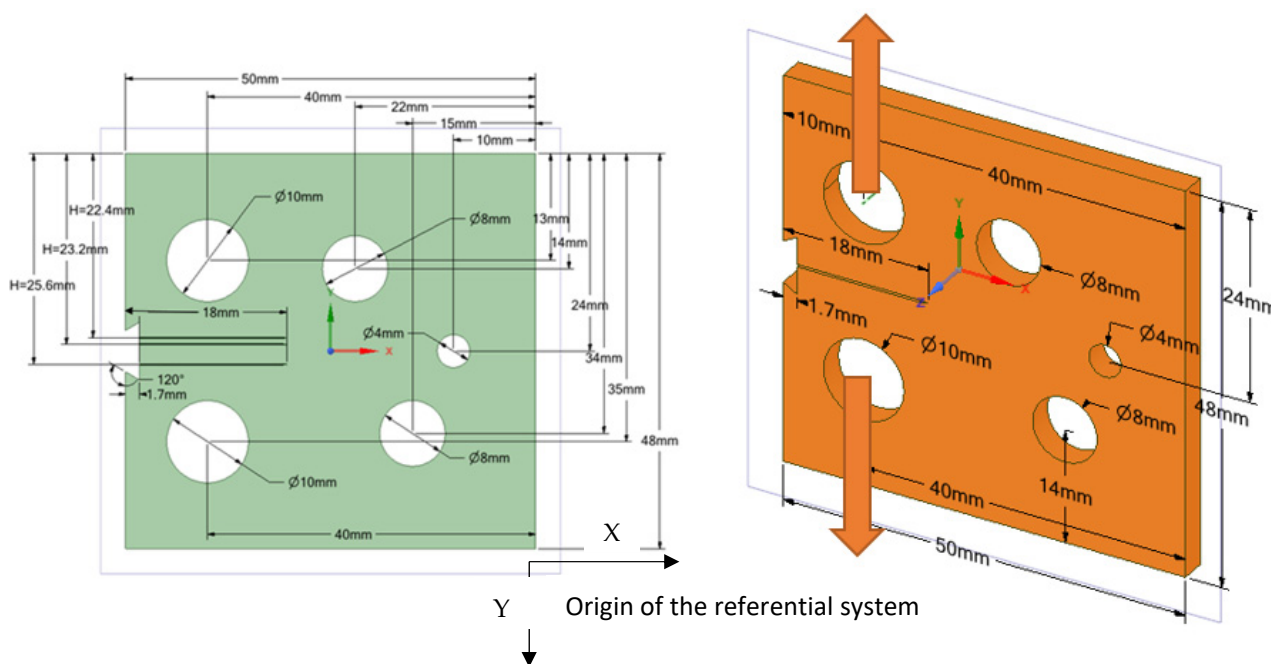 50mm
40mm
22mm
15mm
10mm
H=22.4mm
H=23.2mm
H=25.6mm
Ø10mm
Ø8mm
13mm
14mm
18mm
Y
X
Ø4mm
24mm
34mm
35mm
48mm
120°
1.7mm
Ø10mm
Ø8mm
40mm
X
Y
Origin of the referential system
10mm
40mm
18mm
Y
X
Z
Ø8mm
24mm
1.7mm
Ø10mm
Ø4mm
48mm
Ø8mm
14mm
40mm
50mm